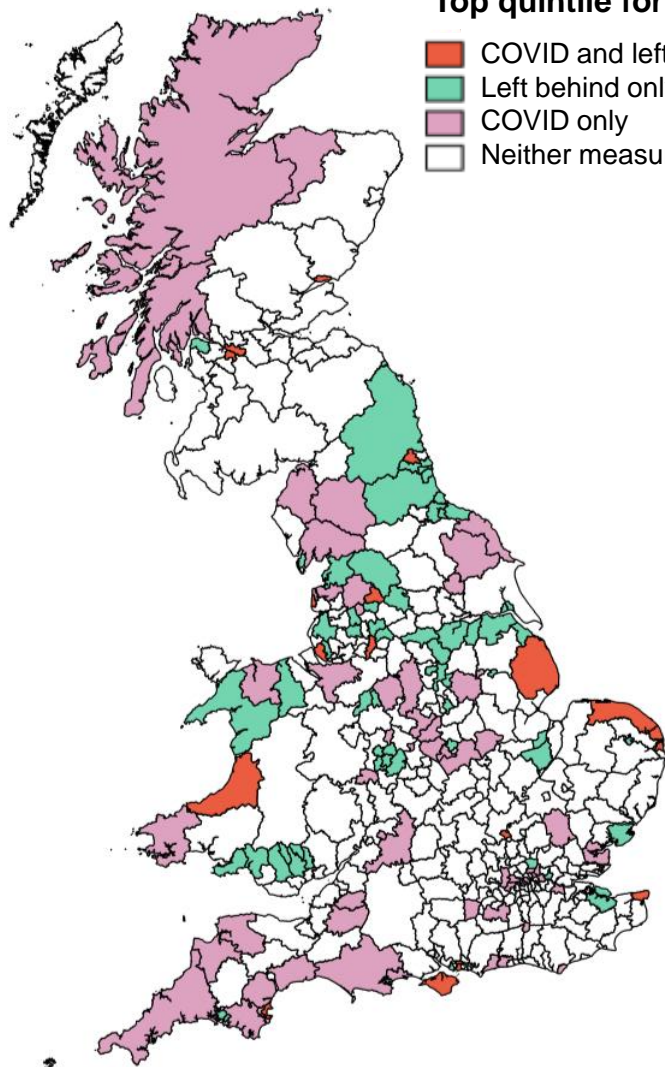 Top quintile for
COVID and left
Left behind onl
COVID only
Neither measu